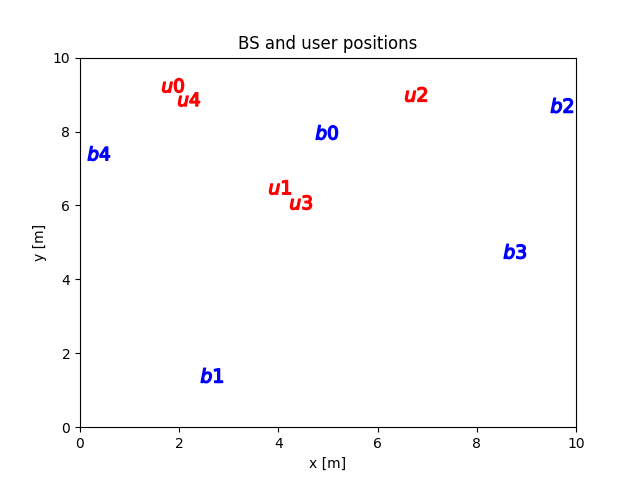 BS and user positions
10
8
6
4
2
0
y [m]
u0
u4
u2
b2
b0
b4
u1
u3
b3
b1
0 2 4 6 8 10
x [m]